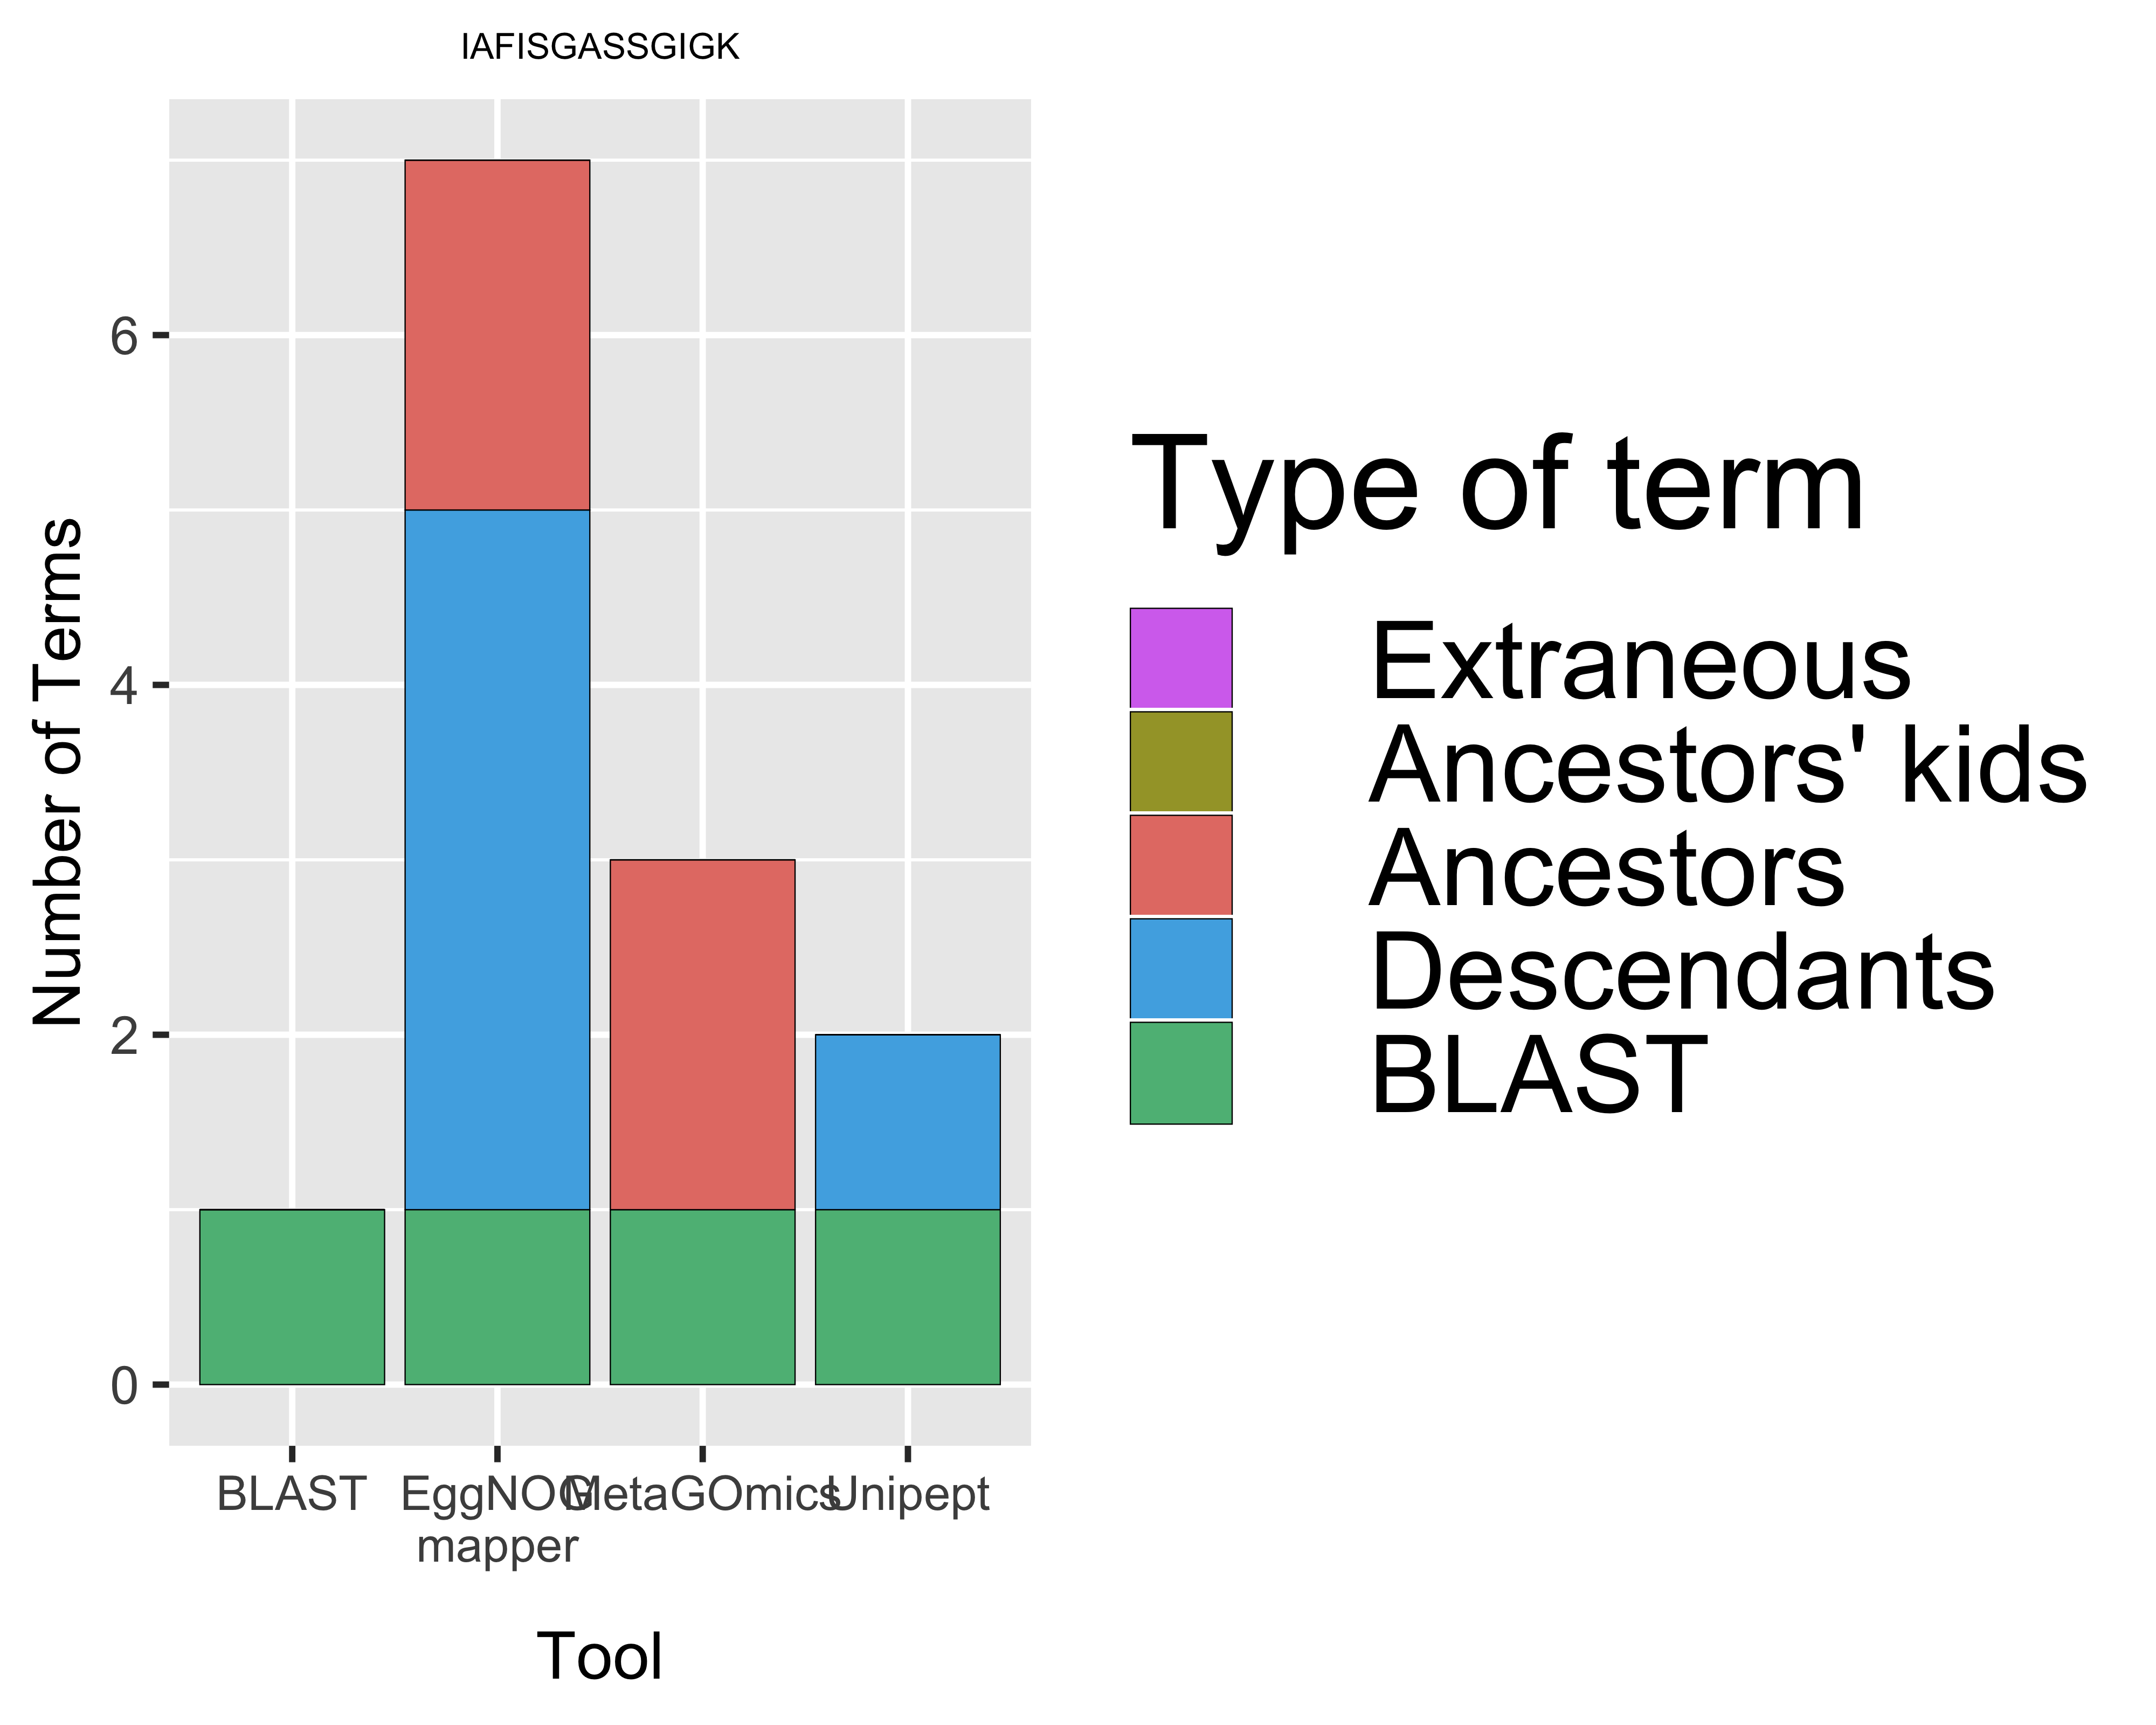 IAFISGASSGIGK
Number of Terms
6
4
2
0
BLAST EggNOG MetaGOmics Unipept
mapper
Tool
Type of term
Extraneous
Ancestors' kids
Ancestors
Descendants
BLAST